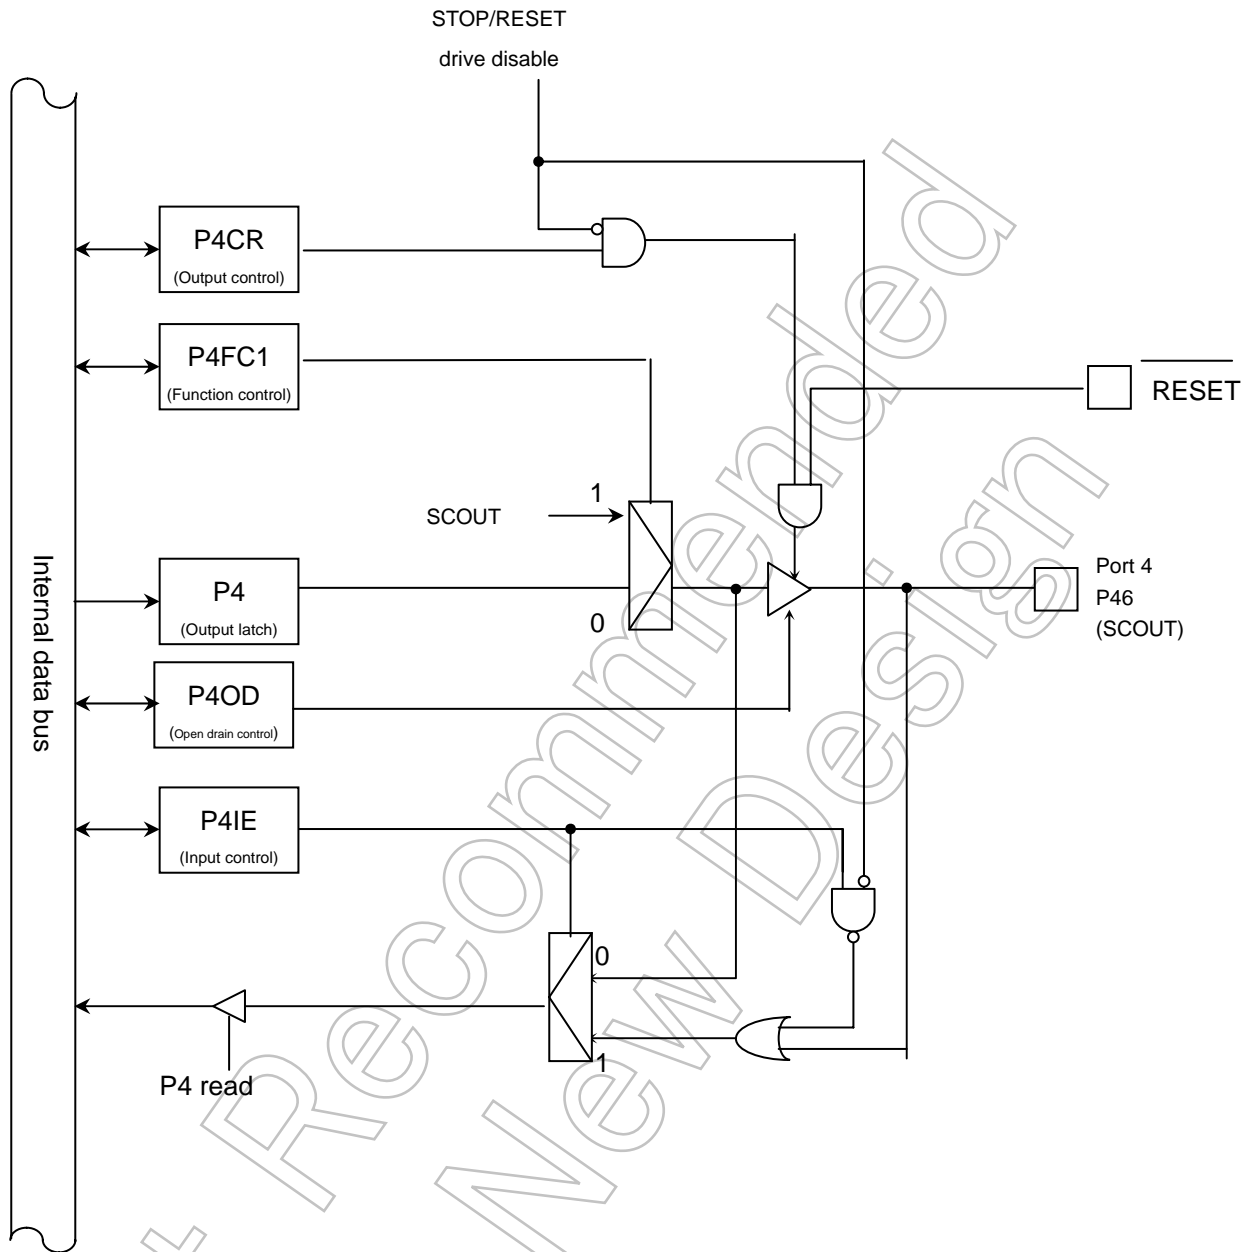 STOP/RESET
drive disable
P4CR
(Output control)
P4FC1
(Function control)
RESET
1
SCOUT
Internal data bus
P4
(Output latch)
0
Port 4
P46
(SCOUT)
P4OD
(Open drain control)
P4IE
(Input control)
0
1
P4 read
Recommended
New Design